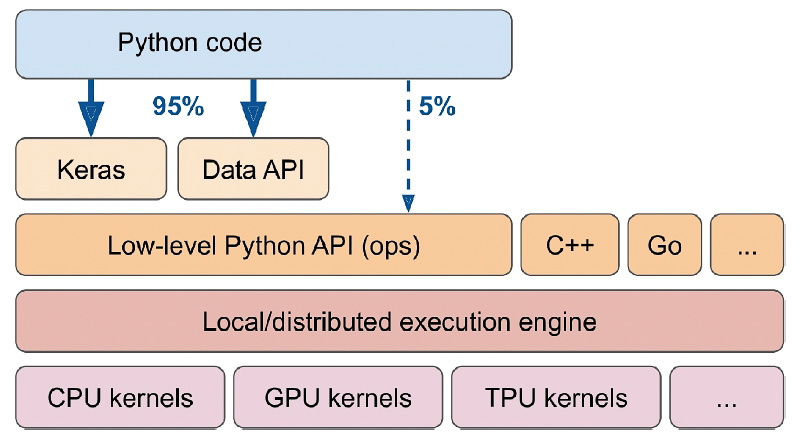 Python code
95%
5%
Keras
Data API
Low-level Python API (ops)
C++
Go
...
Local/distributed execution engine
CPU kernels
GPU kernels
TPU kernels
...